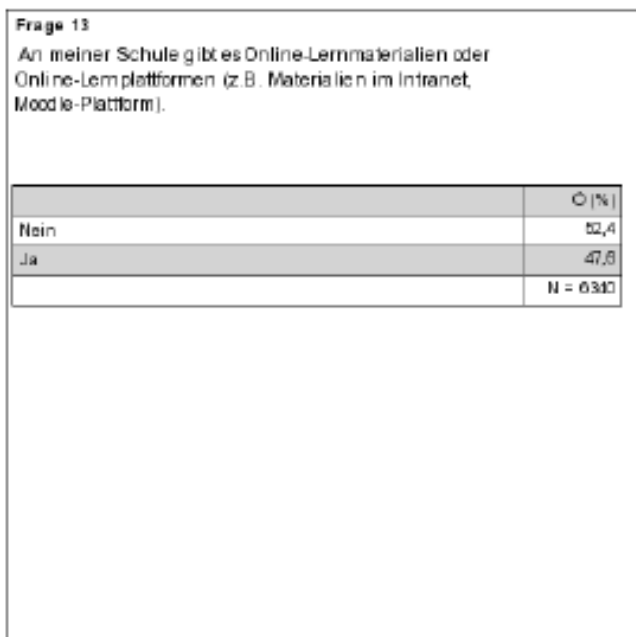 Frage 13
An meiner Schule gibt es Online-Lernmaterialien oder
Online-Lernplattformen (z.B. Materialien im Intranet,
Moodle-Plattform).
Ö [%]
Nein 52,4
Ja 47,6
N = 6340